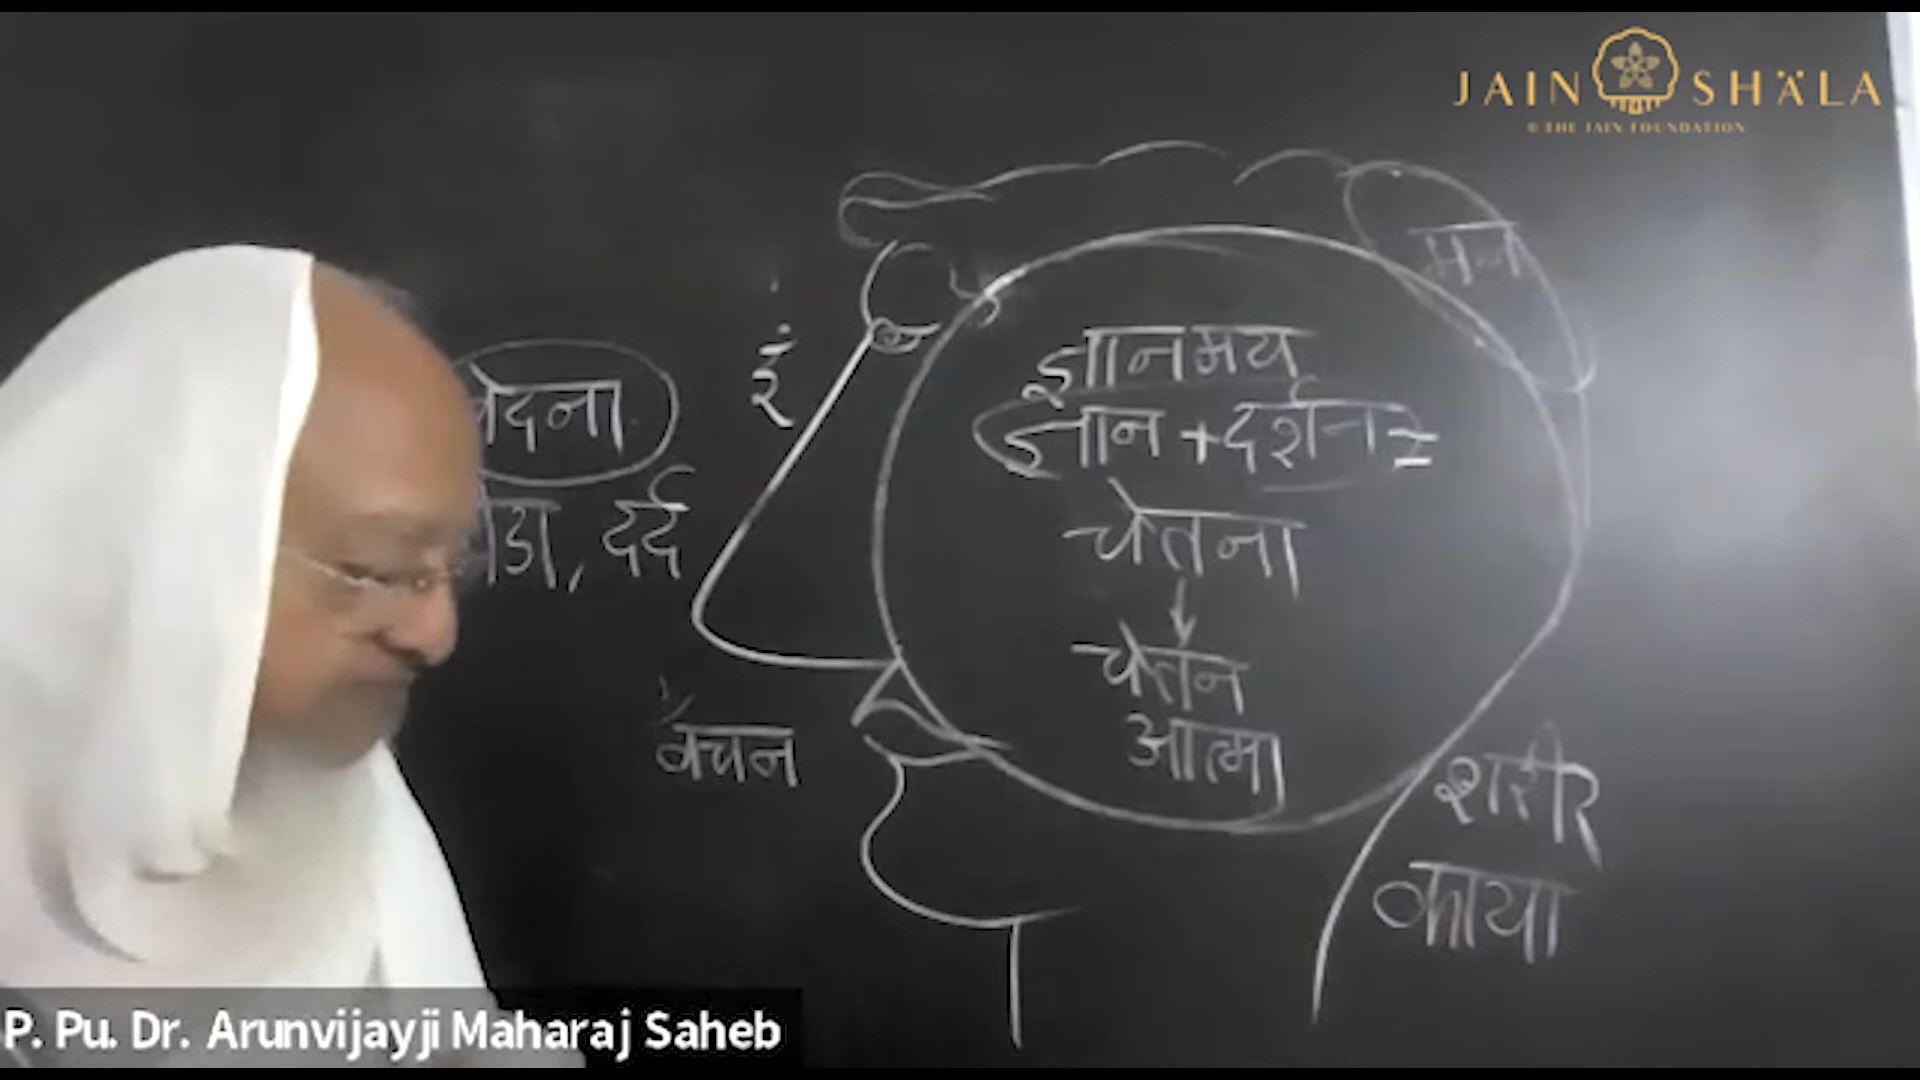 JAIN SHÄLA
© THE JAIN FOUNDATION
मन
इं
ज्ञानमय
ज्ञान + दर्शन =
दर्द
चेतना
↓
चेतन
आत्मा
वचन
शरीर
काया
P. Pu. Dr. Arunvijayji Maharaj Saheb